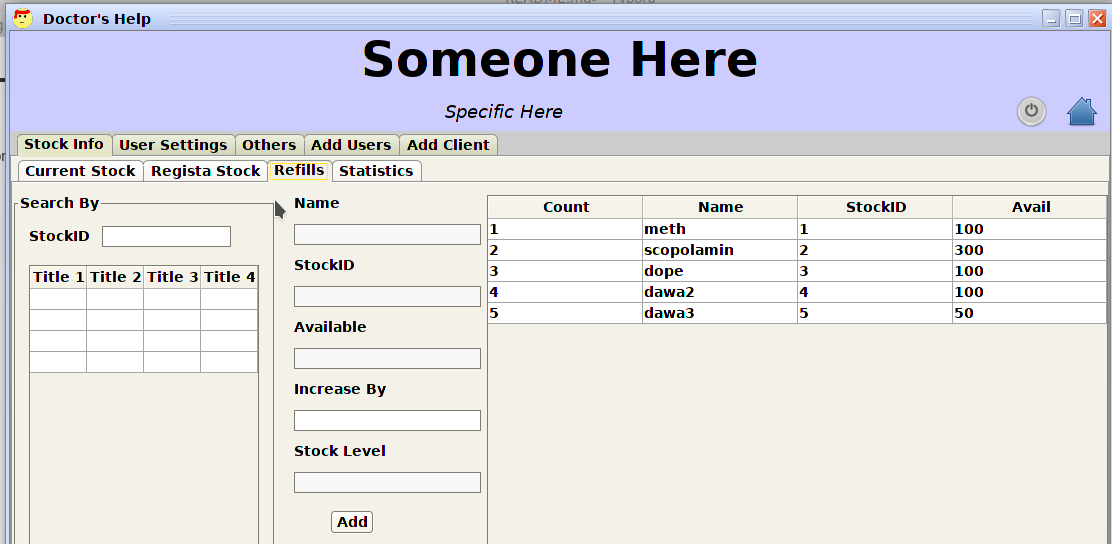 Doctor's Help
Someone Here
Specific Here
Stock Info User Settings Others Add Users Add Client
Current Stock Regista Stock Refills Statistics
Search By
StockID
Title 1 Title 2 Title 3 Title 4
Name
StockID
Available
Increase By
Stock Level
Add
Count Name StockID Avail
1 meth 1 100
2 scopolamin 2 300
3 dope 3 100
4 dawa2 4 100
5 dawa3 5 50